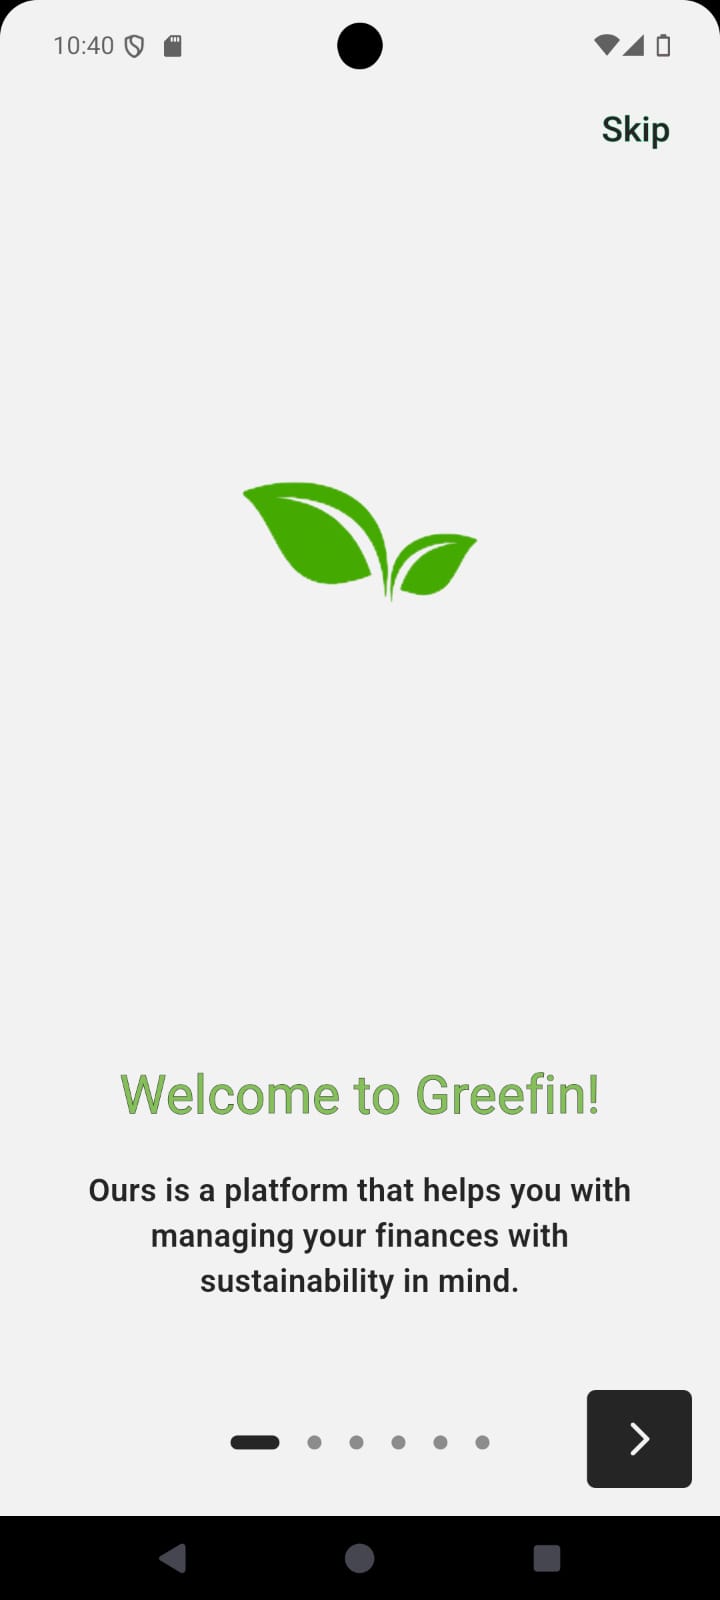 10:40
Skip
Welcome to Greefin!
Ours is a platform that helps you with
managing your finances with
sustainability in mind.